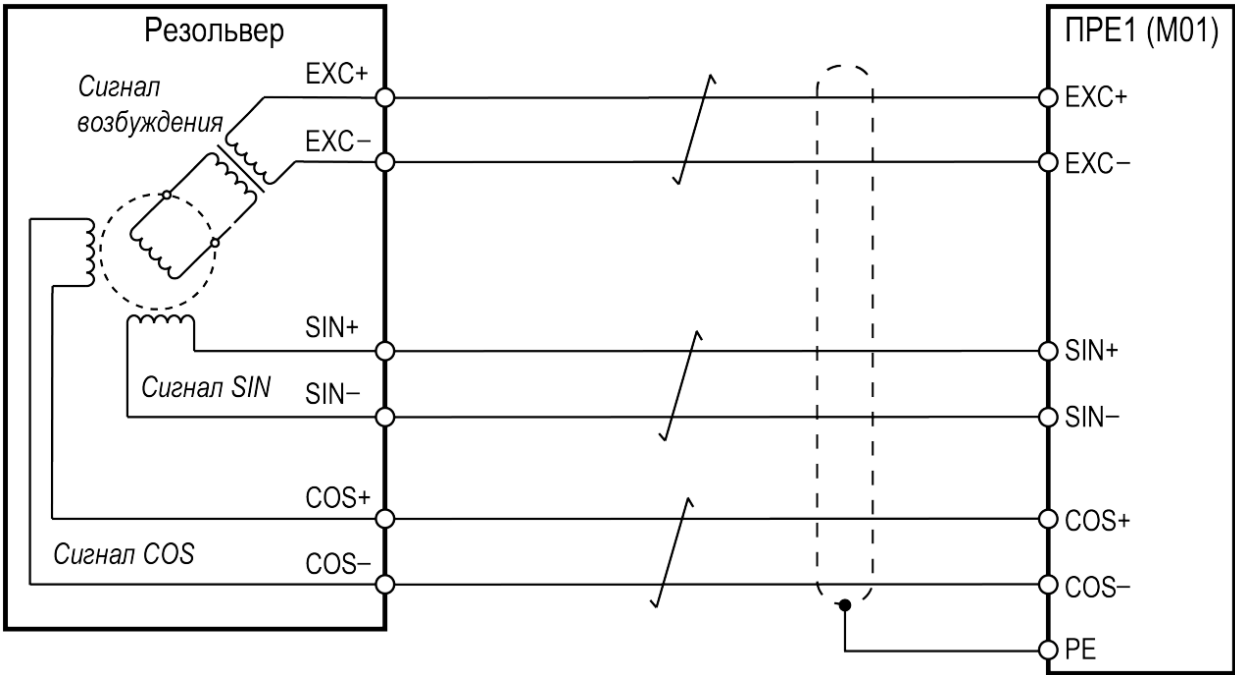 Резольвер
Сигнал
возбуждения
EXC+
EXC−
SIN+
Сигнал SIN
SIN−
COS+
Сигнал COS
COS−
ПРЕ1 (М01)
EXC+
EXC−
SIN+
SIN−
COS+
COS−
PE